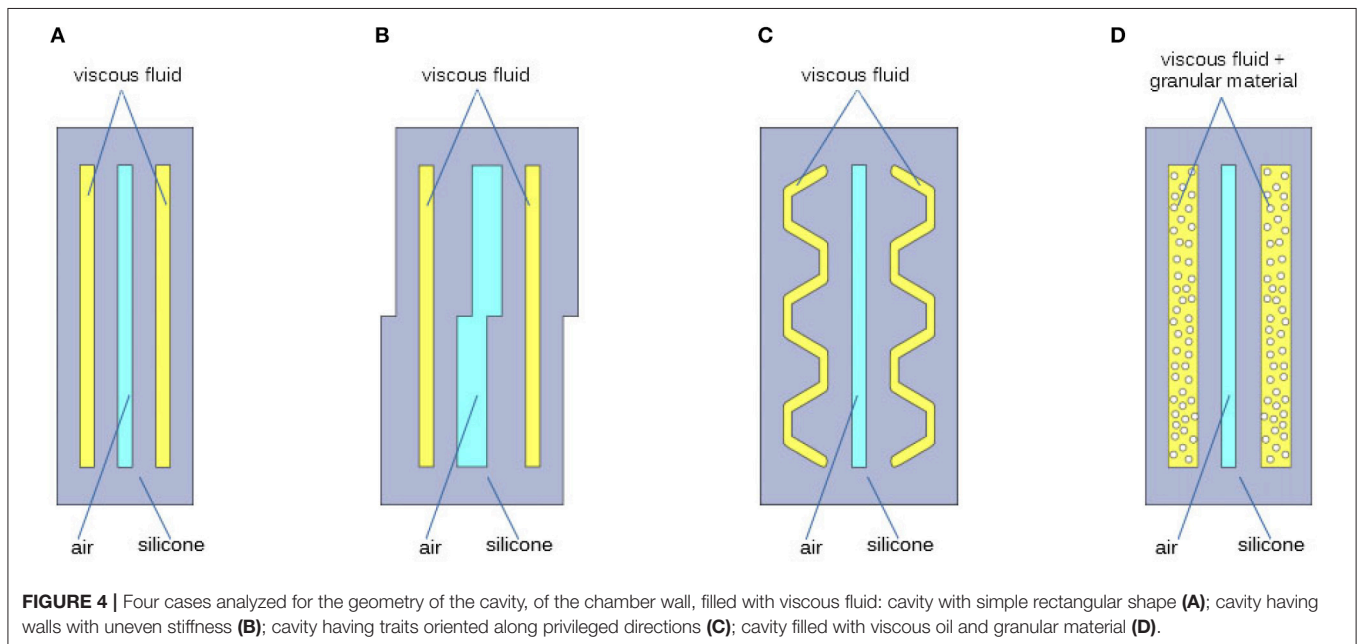 A
B
C
D
viscous fluid
viscous fluid
viscous fluid
viscous fluid +
granular material
air
silicone
air
silicone
air
silicone
air
silicone
FIGURE 4 | Four cases analyzed for the geometry of the cavity, of the chamber wall, filled with viscous fluid: cavity with simple rectangular shape (A); cavity having
walls with uneven stiffness (B); cavity having traits oriented along privileged directions (C); cavity filled with viscous oil and granular material (D).